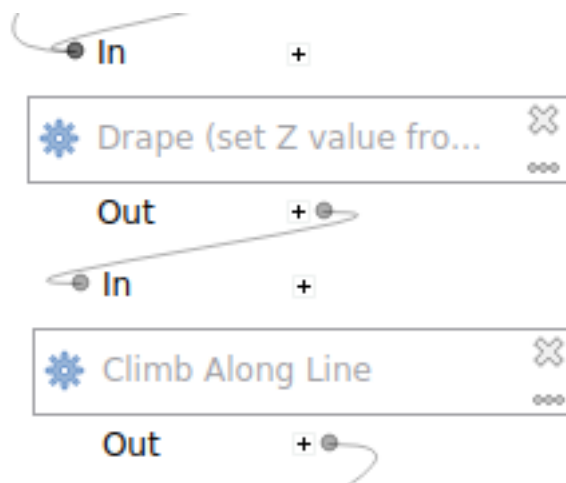 In +
Drape (set Z value fro...
Out +
In +
Climb Along Line
Out +